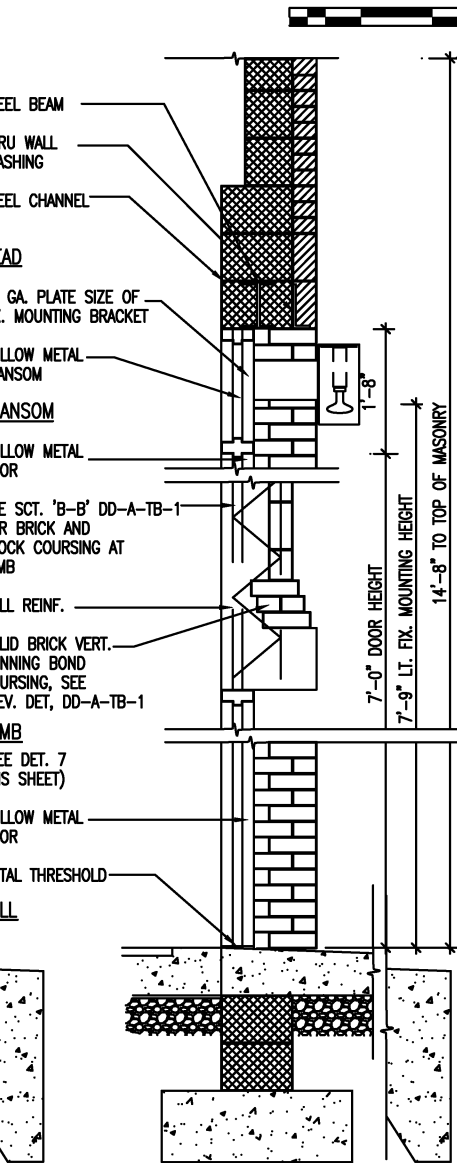 EEL BEAM
RU WALL
ASHING
EEL CHANNEL
EAD
GA. PLATE SIZE OF
. MOUNTING BRACKET
LLOW METAL
ANSOM
ANSOM
LLOW METAL
OR
E SCT. 'B-B' DD-A-TB-1
R BRICK AND
OCK COURSING AT
MB
LL REINF.
LID BRICK VERT.
NNING BOND
URSING, SEE
EV. DET, DD-A-TB-1
MB
EE DET. 7
IS SHEET)
LLOW METAL
OR
TAL THRESHOLD
LL
1'-8"
7'-0" DOOR HEIGHT
7'-9" LT. FIX. MOUNTING HEIGHT
14'-8" TO TOP OF MASONRY